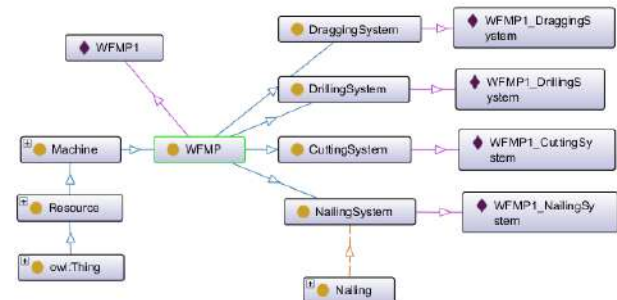 DraggingSystem
WFMP1_DraggingS
ystem
WFMP1
DrillingSystem
WFMP1_DrillingS
ystem
Machine
WFMP
CuttingSystem
WFMP1_CuttingSy
stem
Resource
NailingSystem
WFMP1_NailingSy
stem
owl:Thing
Nailing